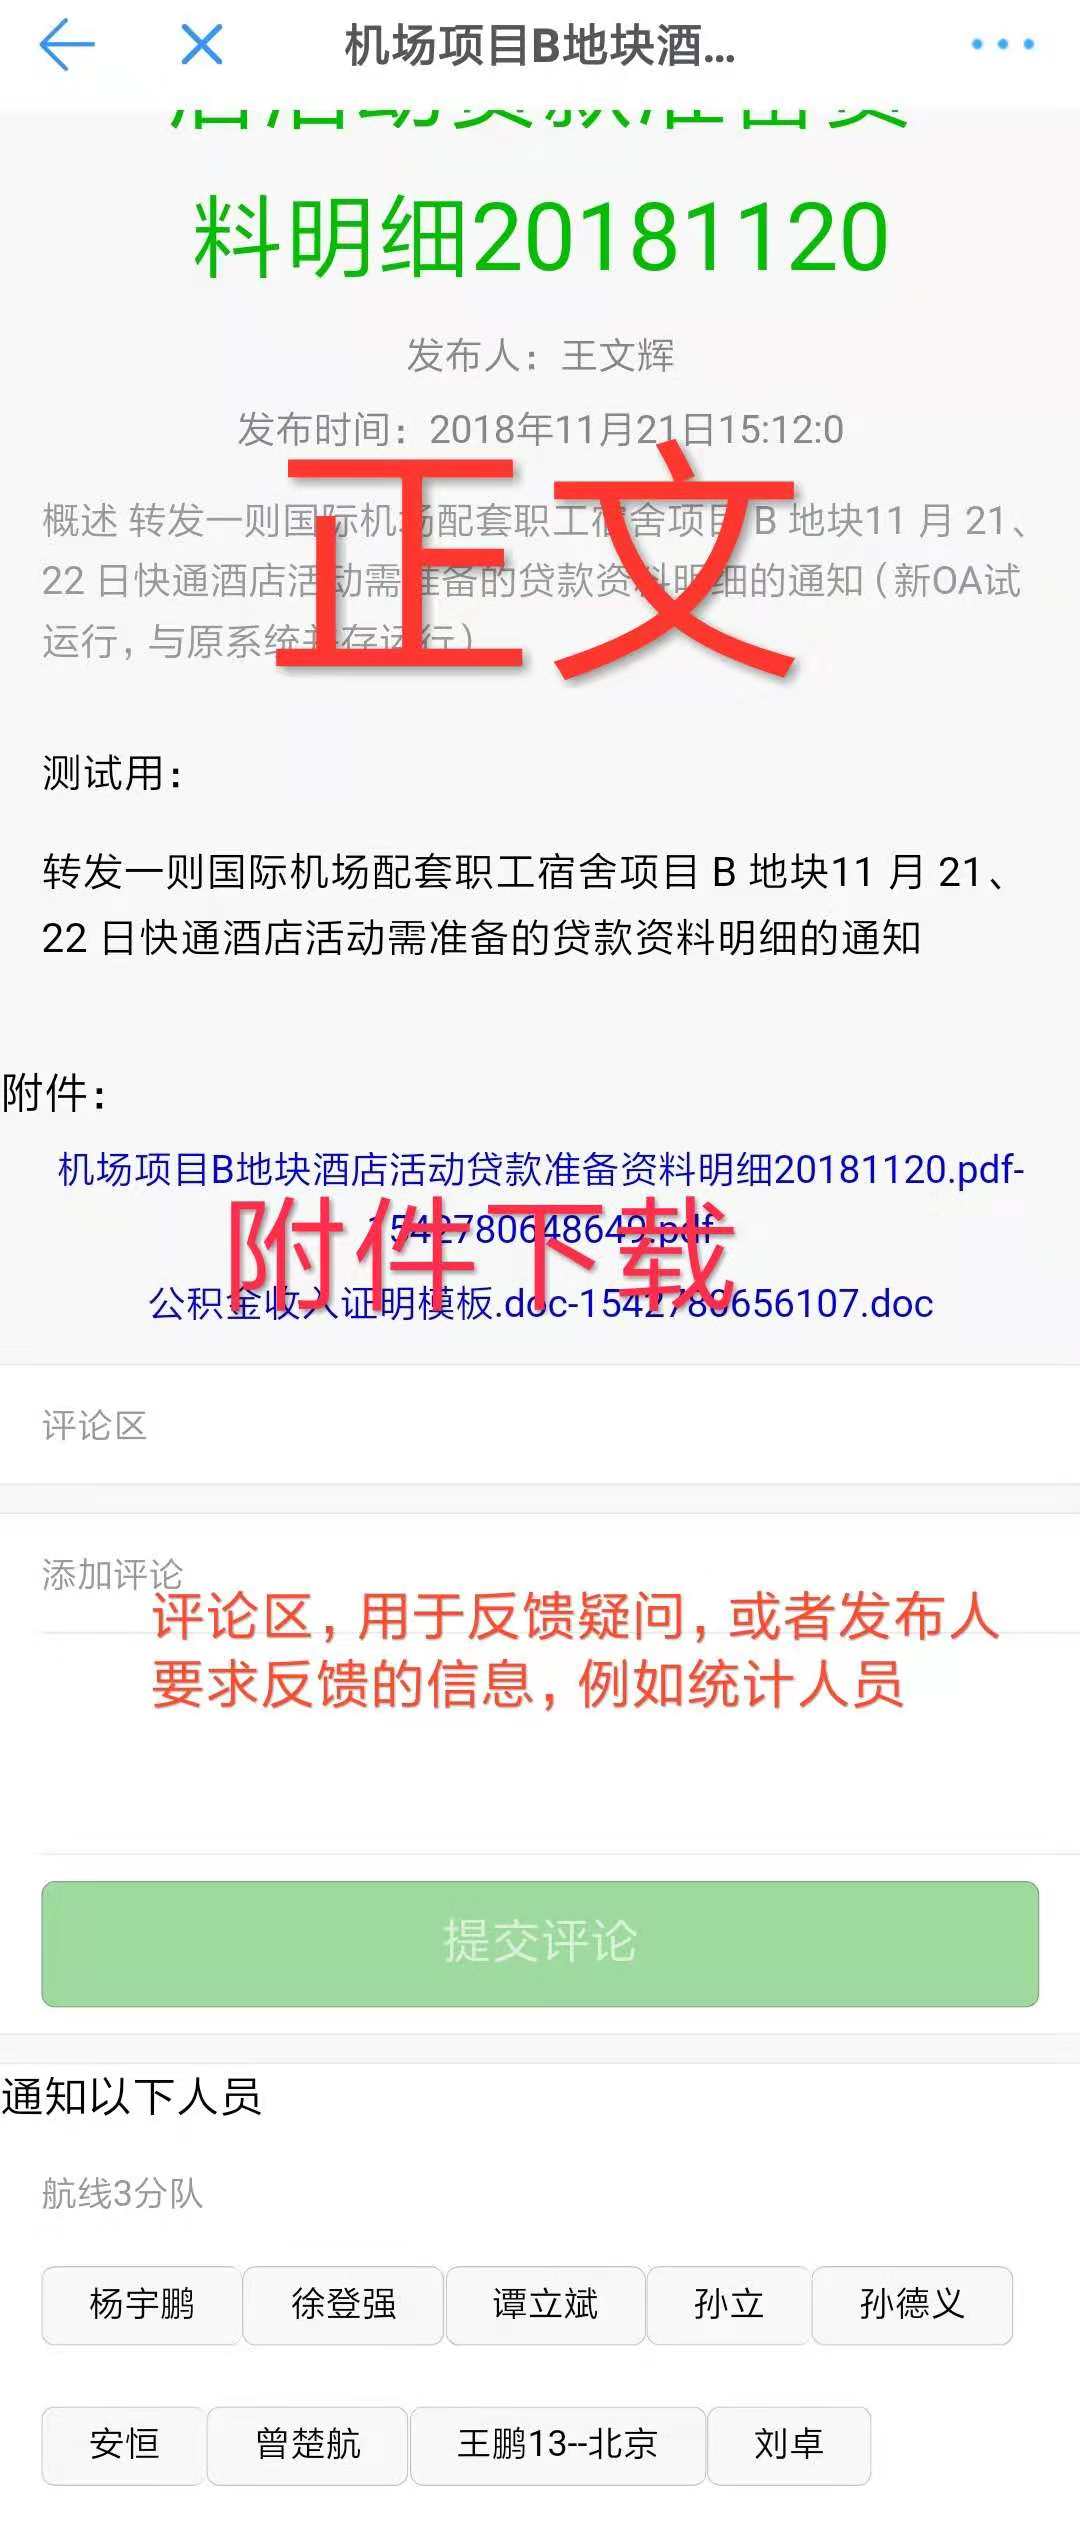 机场项目B地块酒...
店活动贷款准备资
料明细20181120
发布人：王文辉
发布时间：2018年11月21日15:12:0
正文
概述 转发一则国际机场配套职工宿舍项目 B 地块11 月 21、
22 日快通酒店活动需准备的贷款资料明细的通知（新OA试
运行，与原系统并存运行）
测试用：
转发一则国际机场配套职工宿舍项目 B 地块11 月 21、
22 日快通酒店活动需准备的贷款资料明细的通知
附件：
机场项目B地块酒店活动贷款准备资料明细20181120.pdf-
1542780648649.pdf
附件下载
公积金收入证明模板.doc-1542780656107.doc
评论区
添加评论
评论区，用于反馈疑问，或者发布人
要求反馈的信息，例如统计人员
提交评论
通知以下人员
航线3分队
杨宇鹏 徐登强 谭立斌 孙立 孙德义
安恒 曾楚航 王鹏13--北京 刘卓